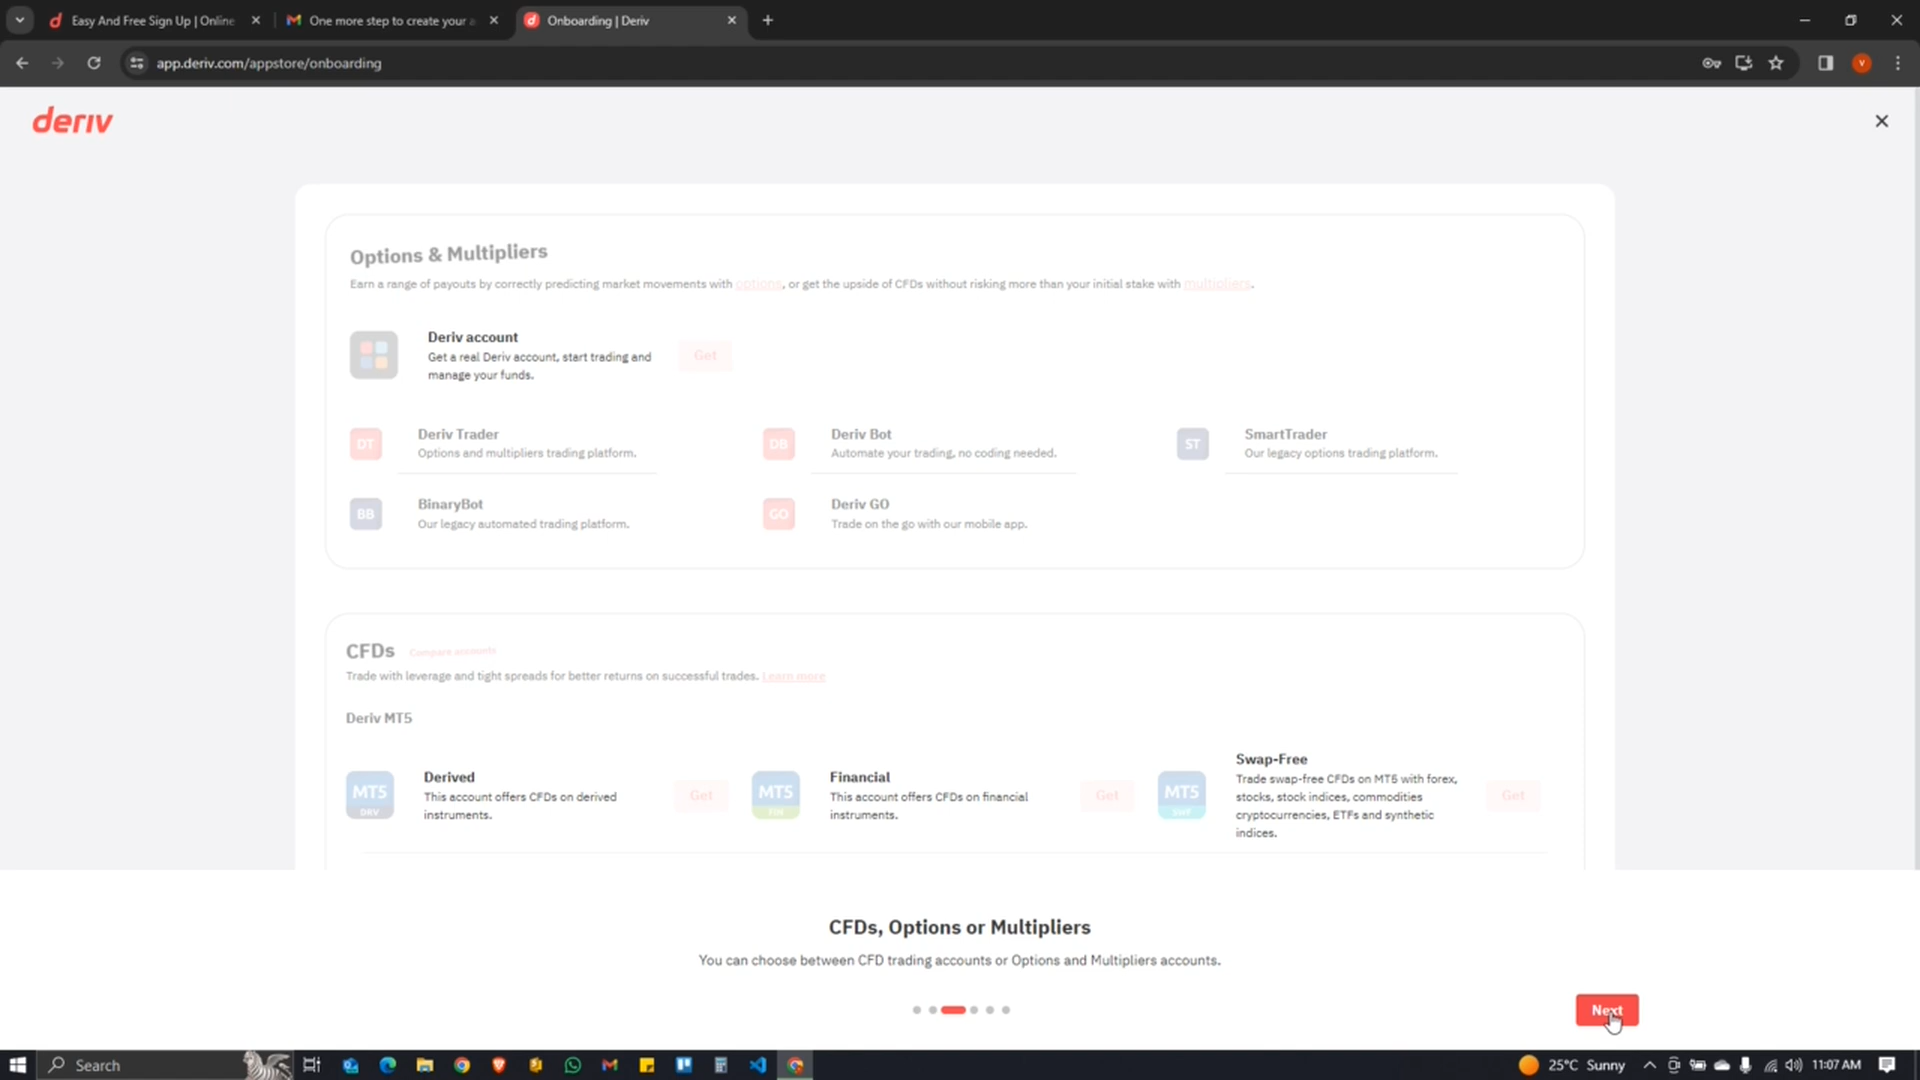 Easy And Free Sign Up | Online
One more step to create your a
Onboarding | Deriv
app.deriv.com/appstore/onboarding
V
deriv
Options & Multipliers
Earn a range of payouts by correctly predicting market movements with options, or get the upside of CFDs without risking more than your initial stake with multipliers.
Deriv account
Get a real Deriv account, start trading and
manage your funds.
Get
DT
Deriv Trader
Options and multipliers trading platform.
DB
Deriv Bot
Automate your trading, no coding needed.
ST
SmartTrader
Our legacy options trading platform.
BB
BinaryBot
Our legacy automated trading platform.
GO
Deriv GO
Trade on the go with our mobile app.
CFDs Compare accounts
Trade with leverage and tight spreads for better returns on successful trades. Learn more
Deriv MT5
MT5
DRV
Derived
This account offers CFDs on derived
instruments.
Get
MT5
FIN
Financial
This account offers CFDs on financial
instruments.
Get
MT5
SWF
Swap-Free
Trade swap-free CFDs on MT5 with forex,
stocks, stock indices, commodities
cryptocurrencies, ETFs and synthetic
indices.
Get
CFDs, Options or Multipliers
You can choose between CFD trading accounts or Options and Multipliers accounts.
Next
Search
25°C Sunny
11:07 AM